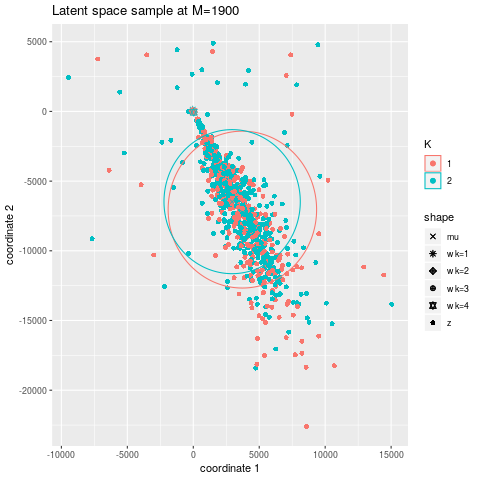 Latent space sample at M=1900
5000
0
-5000
-10000
-15000
-20000
coordinate 2
-10000 -5000 0 5000 10000 15000
coordinate 1
K
1
2
shape
mu
w k=1
w k=2
w k=3
w k=4
z